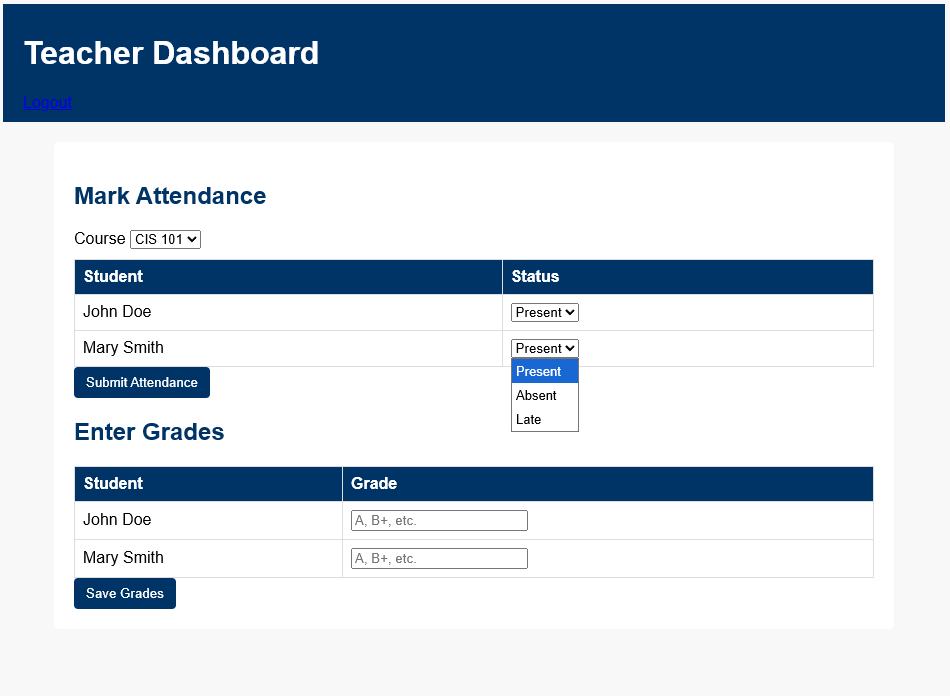 Teacher Dashboard
Logout
Mark Attendance
Course CIS 101
Student Status
John Doe Present
Mary Smith Present
Present
Submit Attendance
Absent
Late
Enter Grades
Student Grade
John Doe A, B+, etc.
Mary Smith A, B+, etc.
Save Grades